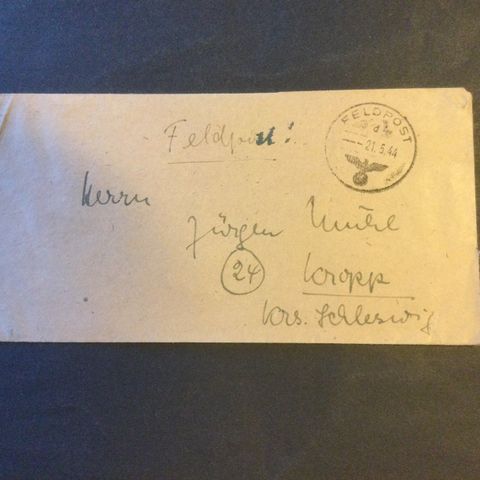 FELDPOST
d
21.5.44
Feldpost!
Herrn
Jürgen
24
Kropp
Krs. Schleswig